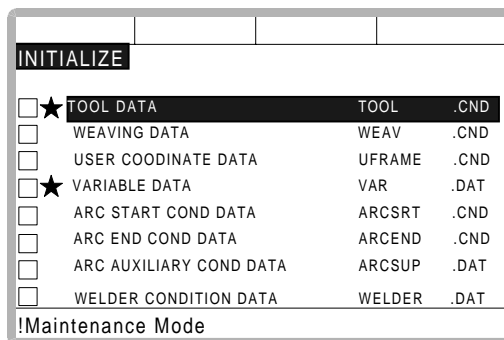 INITIALIZE
★ TOOL DATA TOOL .CND
WEAVING DATA WEAV .CND
USER COODINATE DATA UFRAME .CND
★ VARIABLE DATA VAR .DAT
ARC START COND DATA ARCSRT .CND
ARC END COND DATA ARCEND .CND
ARC AUXILIARY COND DATA ARCSUP .DAT
WELDER CONDITION DATA WELDER .DAT
!Maintenance Mode